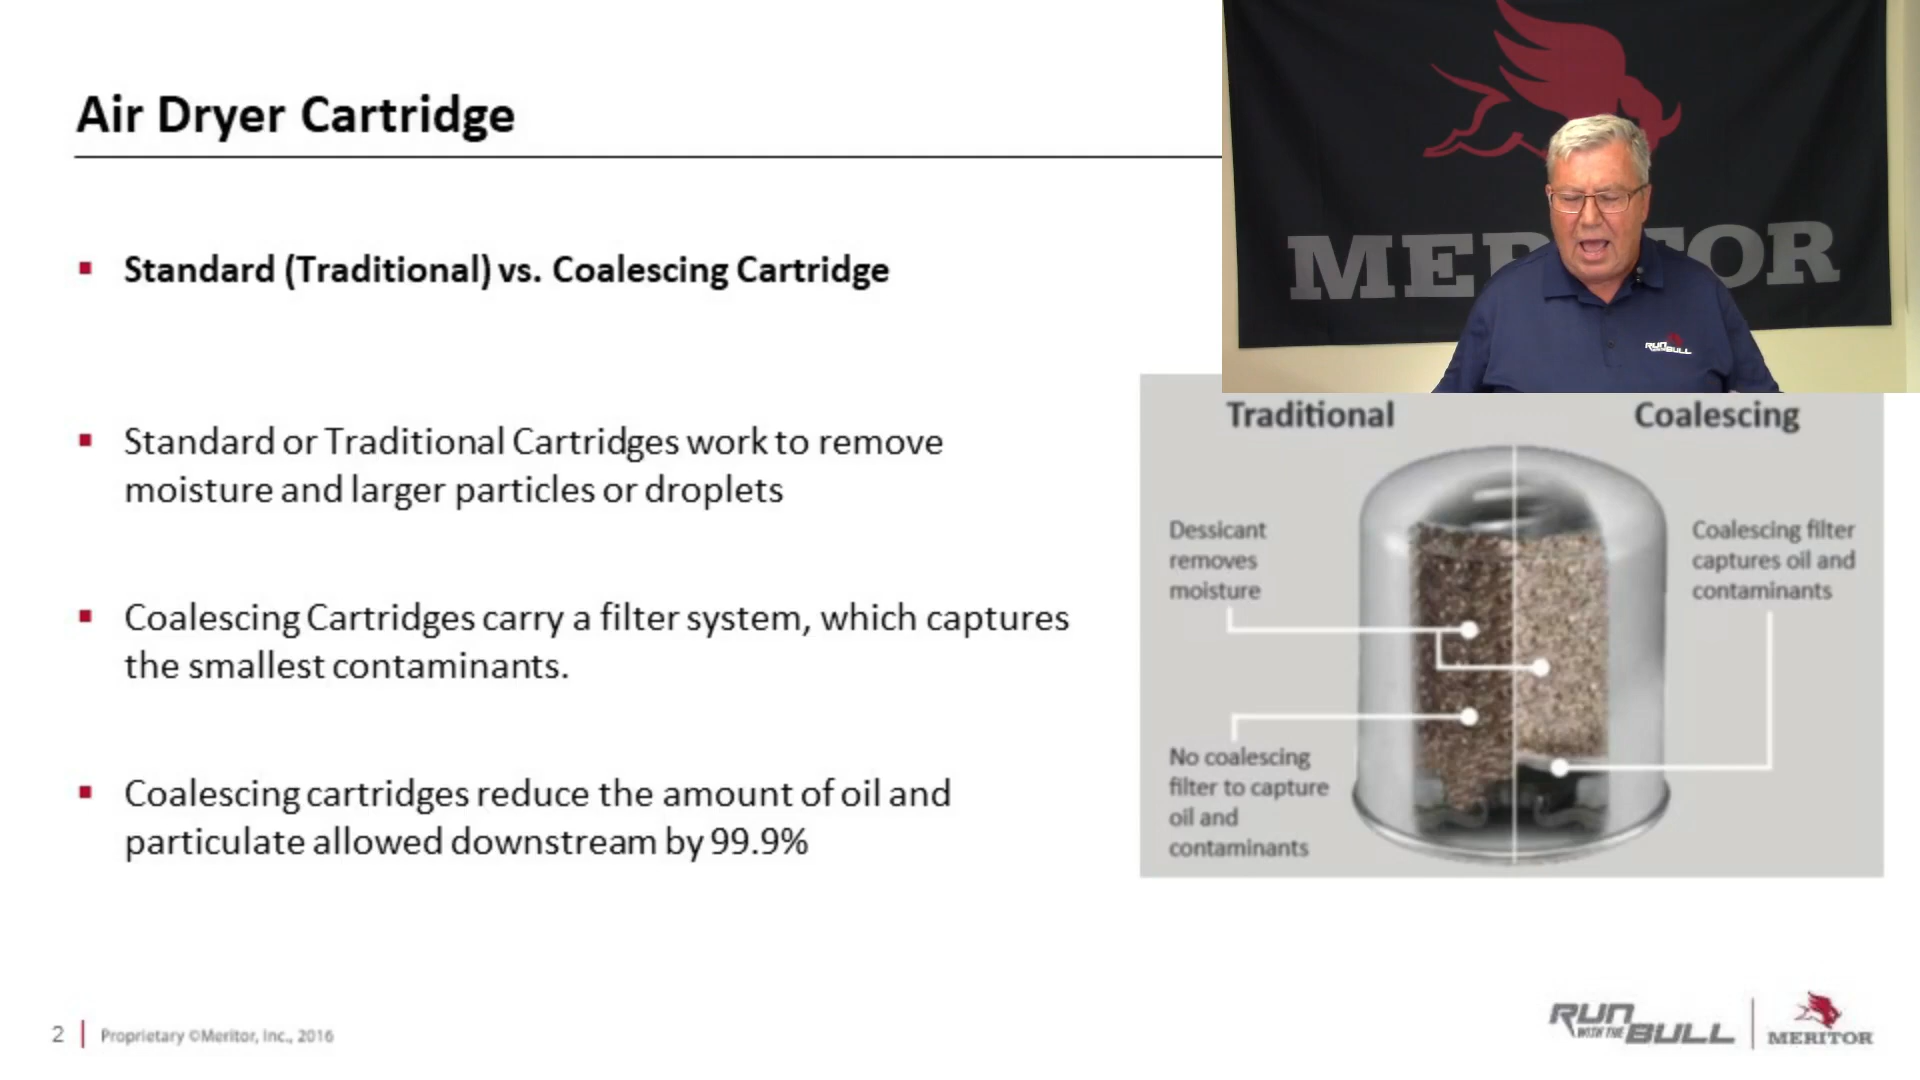 Air Dryer Cartridge
Standard (Traditional) vs. Coalescing Cartridge
Standard or Traditional Cartridges work to remove
moisture and larger particles or droplets
Coalescing Cartridges carry a filter system, which captures
the smallest contaminants.
Coalescing cartridges reduce the amount of oil and
particulate allowed downstream by 99.9%
MERITOR
RUN WITH THE BULL
Traditional
Coalescing
Dessicant
removes
moisture
Coalescing filter
captures oil and
contaminants
No coalescing
filter to capture
oil and
contaminants
2
Proprietary ©Meritor, Inc., 2016
RUN
WITH THE BULL
MERITOR